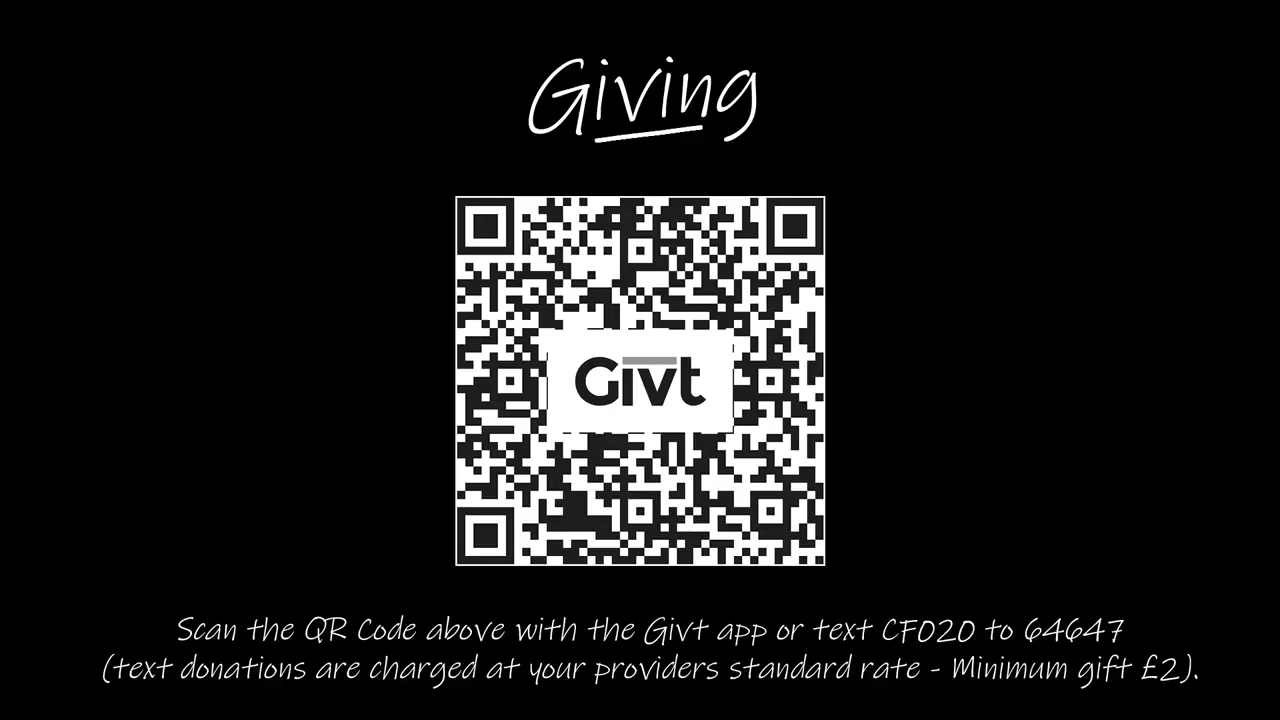 Giving
Givt
Scan the QR Code above with the Givt app or text CF020 to 64647
(text donations are charged at your providers standard rate - Minimum gift £2).